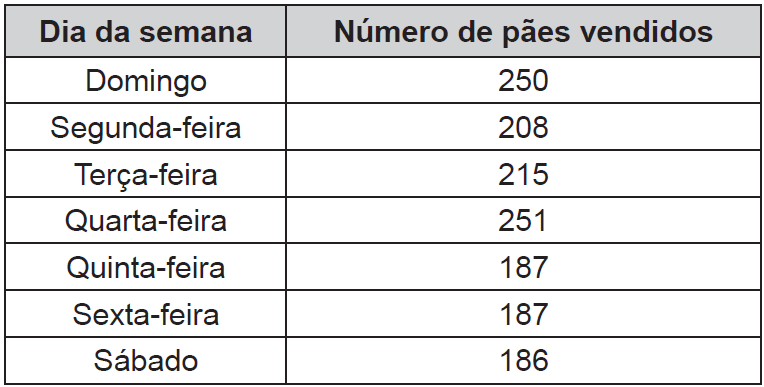 Dia da semana Número de pães vendidos
Domingo 250
Segunda-feira 208
Terça-feira 215
Quarta-feira 251
Quinta-feira 187
Sexta-feira 187
Sábado 186